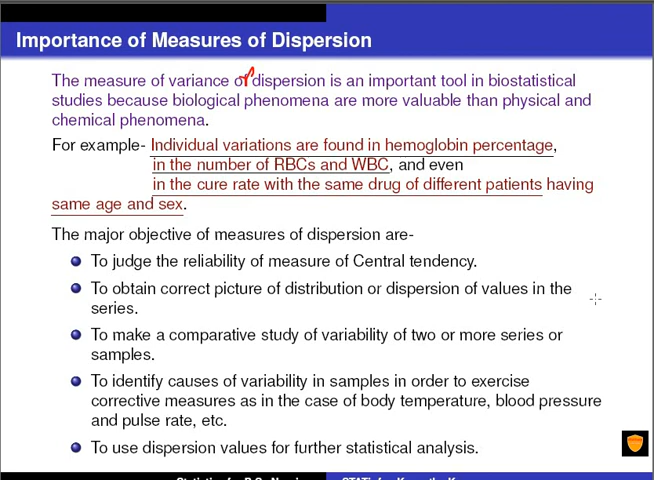 Importance of Measures of Dispersion
The measure of variance or dispersion is an important tool in biostatistical
studies because biological phenomena are more valuable than physical and
chemical phenomena.
For example- Individual variations are found in hemoglobin percentage,
in the number of RBCs and WBC, and even
in the cure rate with the same drug of different patients having
same age and sex.
The major objective of measures of dispersion are-
To judge the reliability of measure of Central tendency.
To obtain correct picture of distribution or dispersion of values in the
series.
To make a comparative study of variability of two or more series or
samples.
To identify causes of variability in samples in order to exercise
corrective measures as in the case of body temperature, blood pressure
and pulse rate, etc.
To use dispersion values for further statistical analysis.